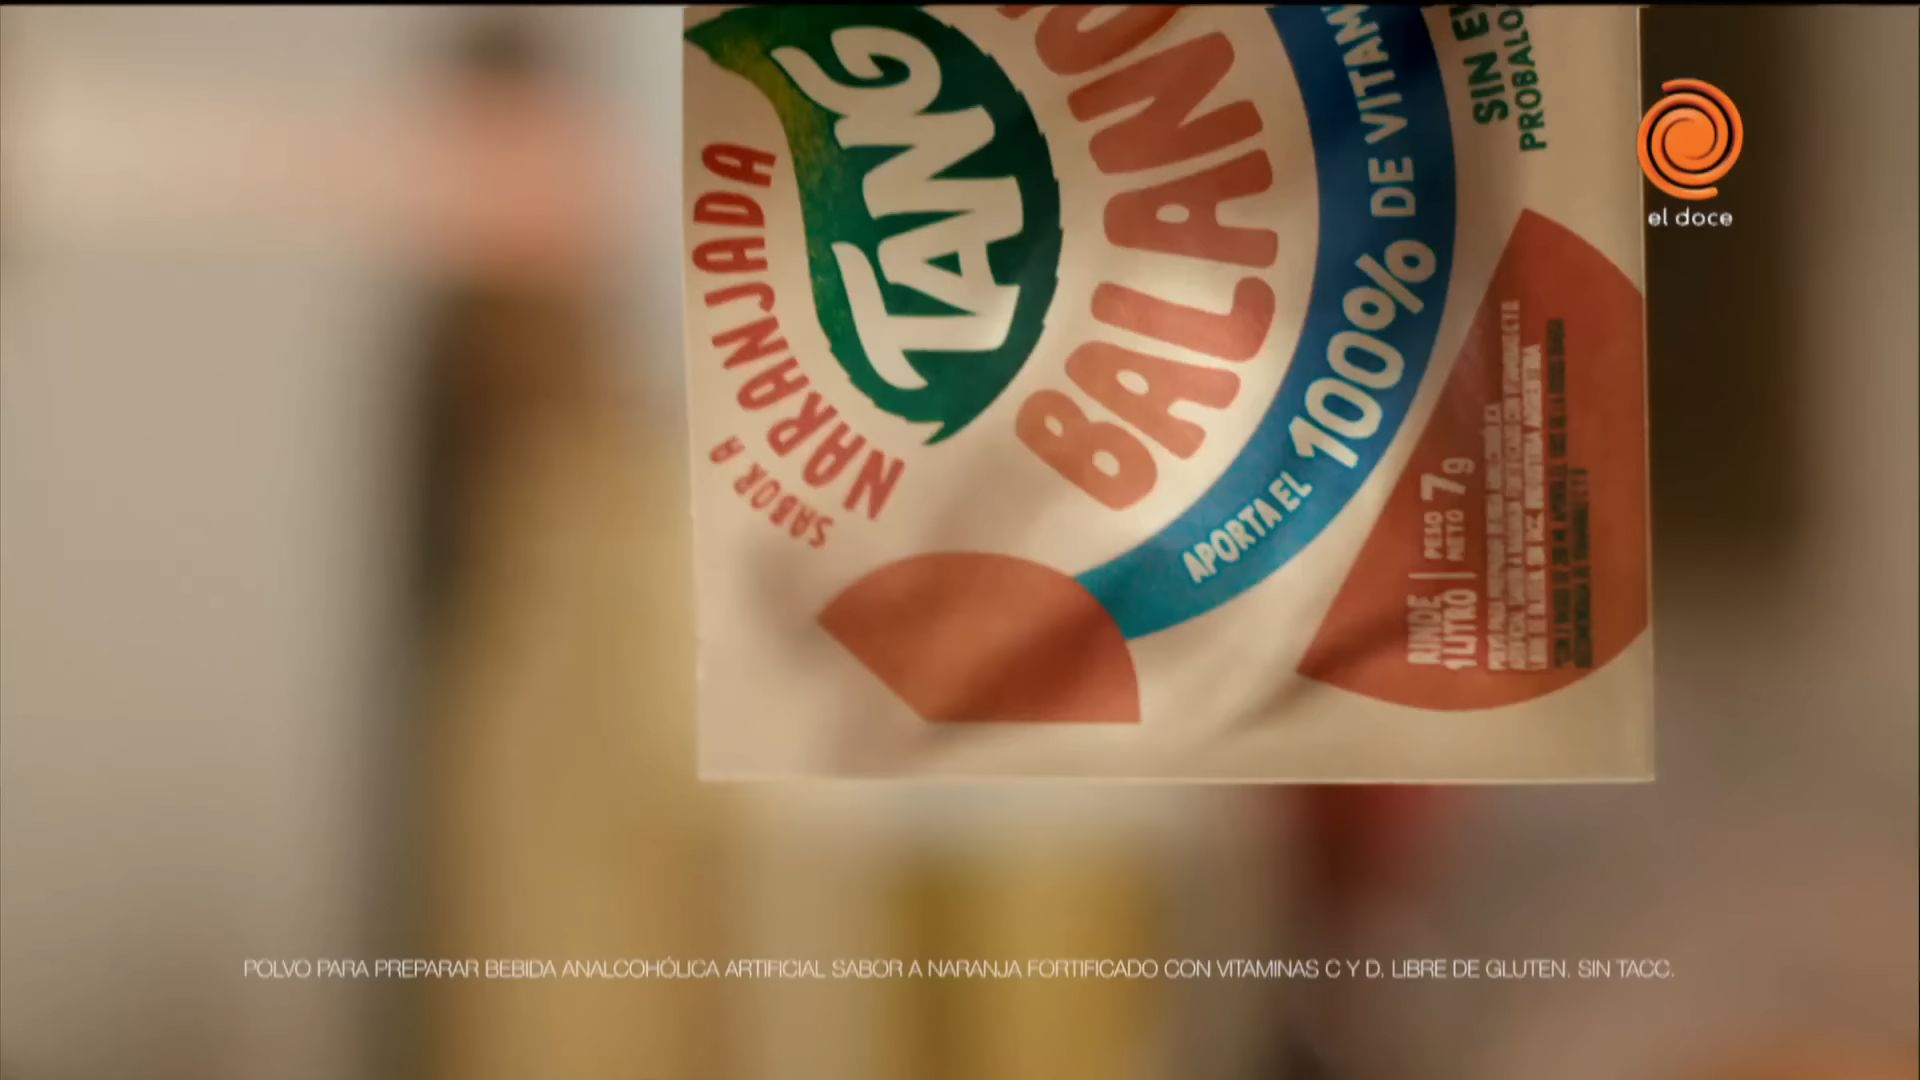 TANG
SABOR A
NARANJADA
BALANC
APORTA EL 100% DE VITAM
SIN E
PROBALO
RINDE
1 LITRO
PESO
NETO
7g
el doce
POLVO PARA PREPARAR BEBIDA ANALCOHÓLICA ARTIFICIAL SABOR A NARANJA FORTIFICADO CON VITAMINAS C Y D. LIBRE DE GLUTEN. SIN TACC.